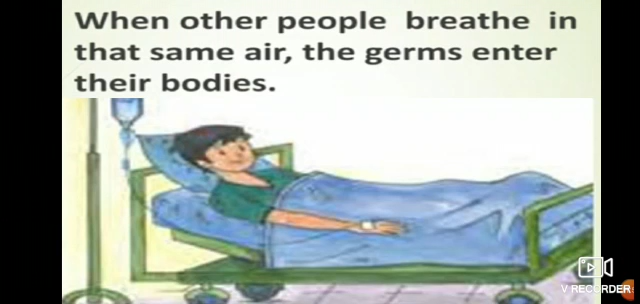 When other people breathe in
that same air, the germs enter
their bodies.
V RECORDER